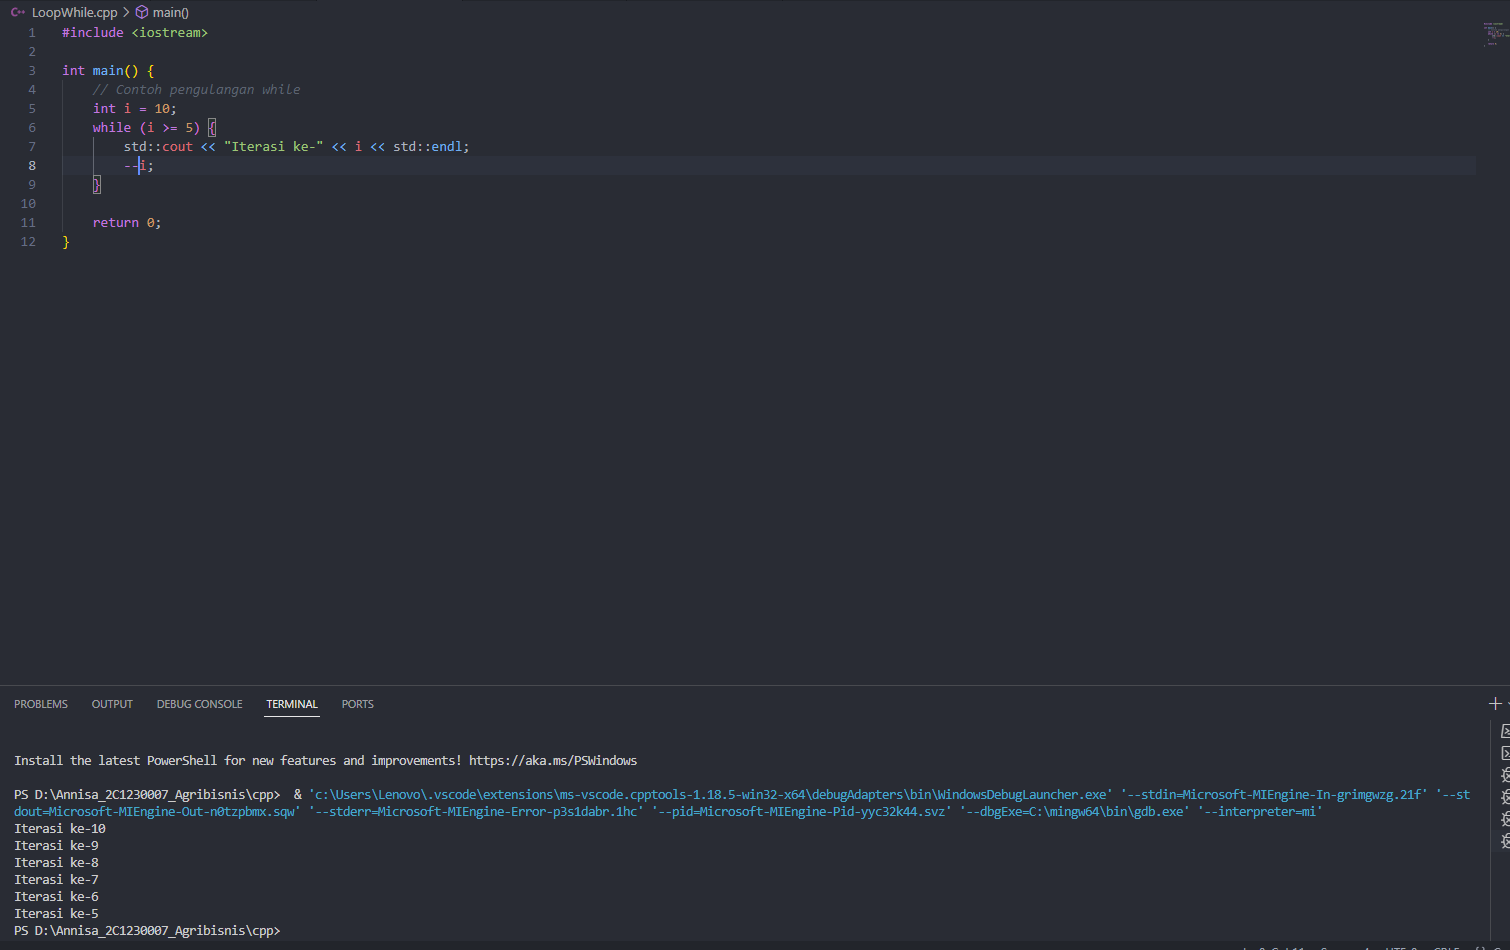 C++ LoopWhile.cpp > main()
1 #include <iostream>
2
3 int main() {
4     // Contoh pengulangan while
5     int i = 10;
6     while (i >= 5) {
7         std::cout << "Iterasi ke-" << i << std::endl;
8         --i;
9     }
10
11     return 0;
12 }
PROBLEMS OUTPUT DEBUG CONSOLE TERMINAL PORTS
Install the latest PowerShell for new features and improvements! https://aka.ms/PSWindows
PS D:\Annisa_2C1230007_Agribisnis\cpp>  & 'c:\Users\Lenovo\.vscode\extensions\ms-vscode.cpptools-1.18.5-win32-x64\debugAdapters\bin\WindowsDebugLauncher.exe' '--stdin=Microsoft-MIEngine-In-grimgwzg.21f' '--st
dout=Microsoft-MIEngine-Out-n0tzpbmx.sqw' '--stderr=Microsoft-MIEngine-Error-p3s1dabr.1hc' '--pid=Microsoft-MIEngine-Pid-yyc32k44.svz' '--dbgExe=C:\mingw64\bin\gdb.exe' '--interpreter=mi'
Iterasi ke-10
Iterasi ke-9
Iterasi ke-8
Iterasi ke-7
Iterasi ke-6
Iterasi ke-5
PS D:\Annisa_2C1230007_Agribisnis\cpp>